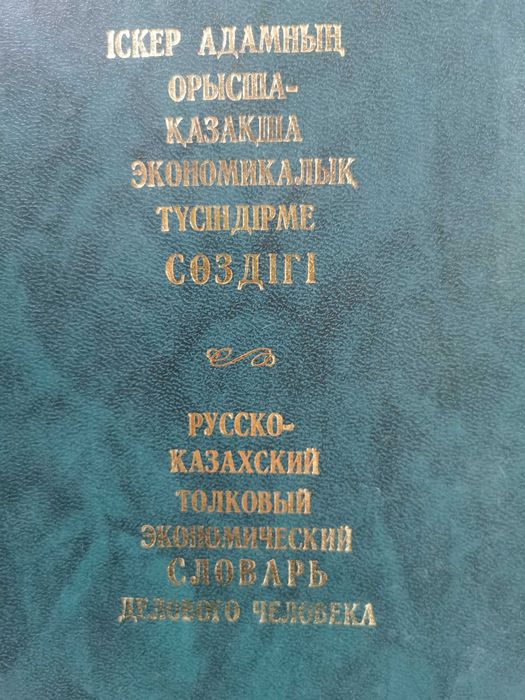 ІСКЕР АДАМНЫҢ
ОРЫСША-
ҚАЗАҚША
ЭКОНОМИКАЛЫҚ
ТҮСІНДІРМЕ
СӨЗДІГІ
РУССКО-
КАЗАХСКИЙ
ТОЛКОВЫЙ
ЭКОНОМИЧЕСКИЙ
СЛОВАРЬ
ДЕЛОВОГО ЧЕЛОВЕКА